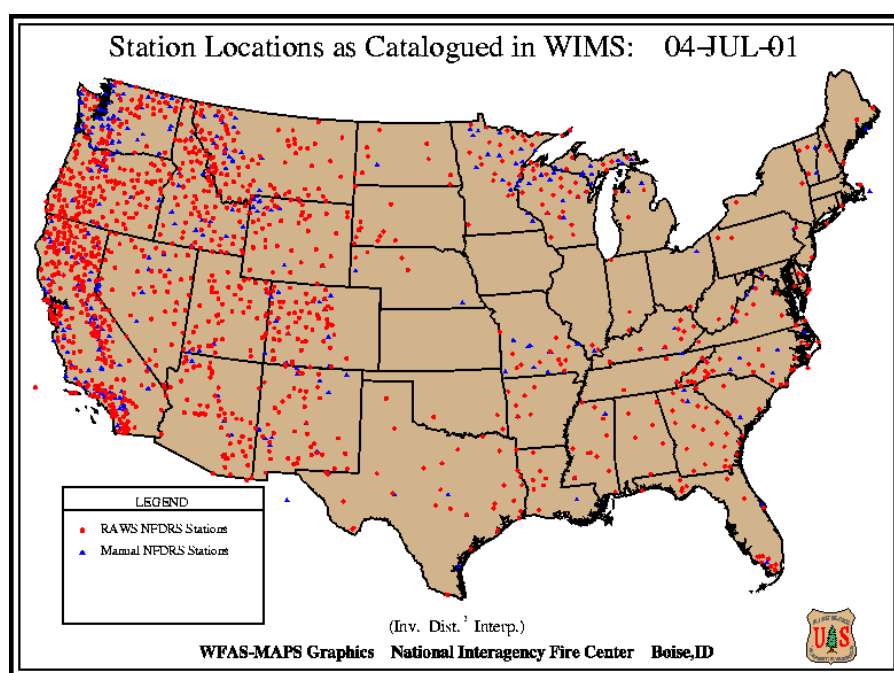 Station Locations as Catalogued in WIMS: 04-JUL-01
LEGEND
RAWS NFDRS Stations
Manual NFDRS Stations
(Inv. Dist.² Interp.)
WFAS-MAPS Graphics National Interagency Fire Center Boise,ID
U S